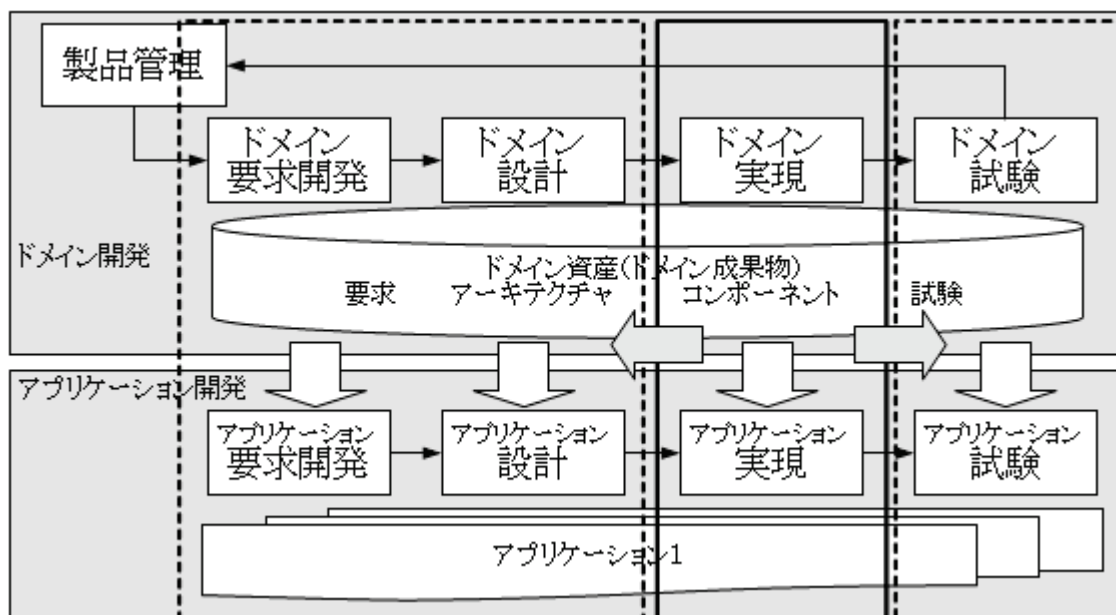 製品管理
ドメイン
要求開発
ドメイン
設計
ドメイン
実現
ドメイン
試験
ドメイン開発
ドメイン資産(ドメイン成果物)
要求 アーキテクチャ コンポーネント 試験
アプリケーション開発
アプリケーション
要求開発
アプリケーション
設計
アプリケーション
実現
アプリケーション
試験
アプリケーション1